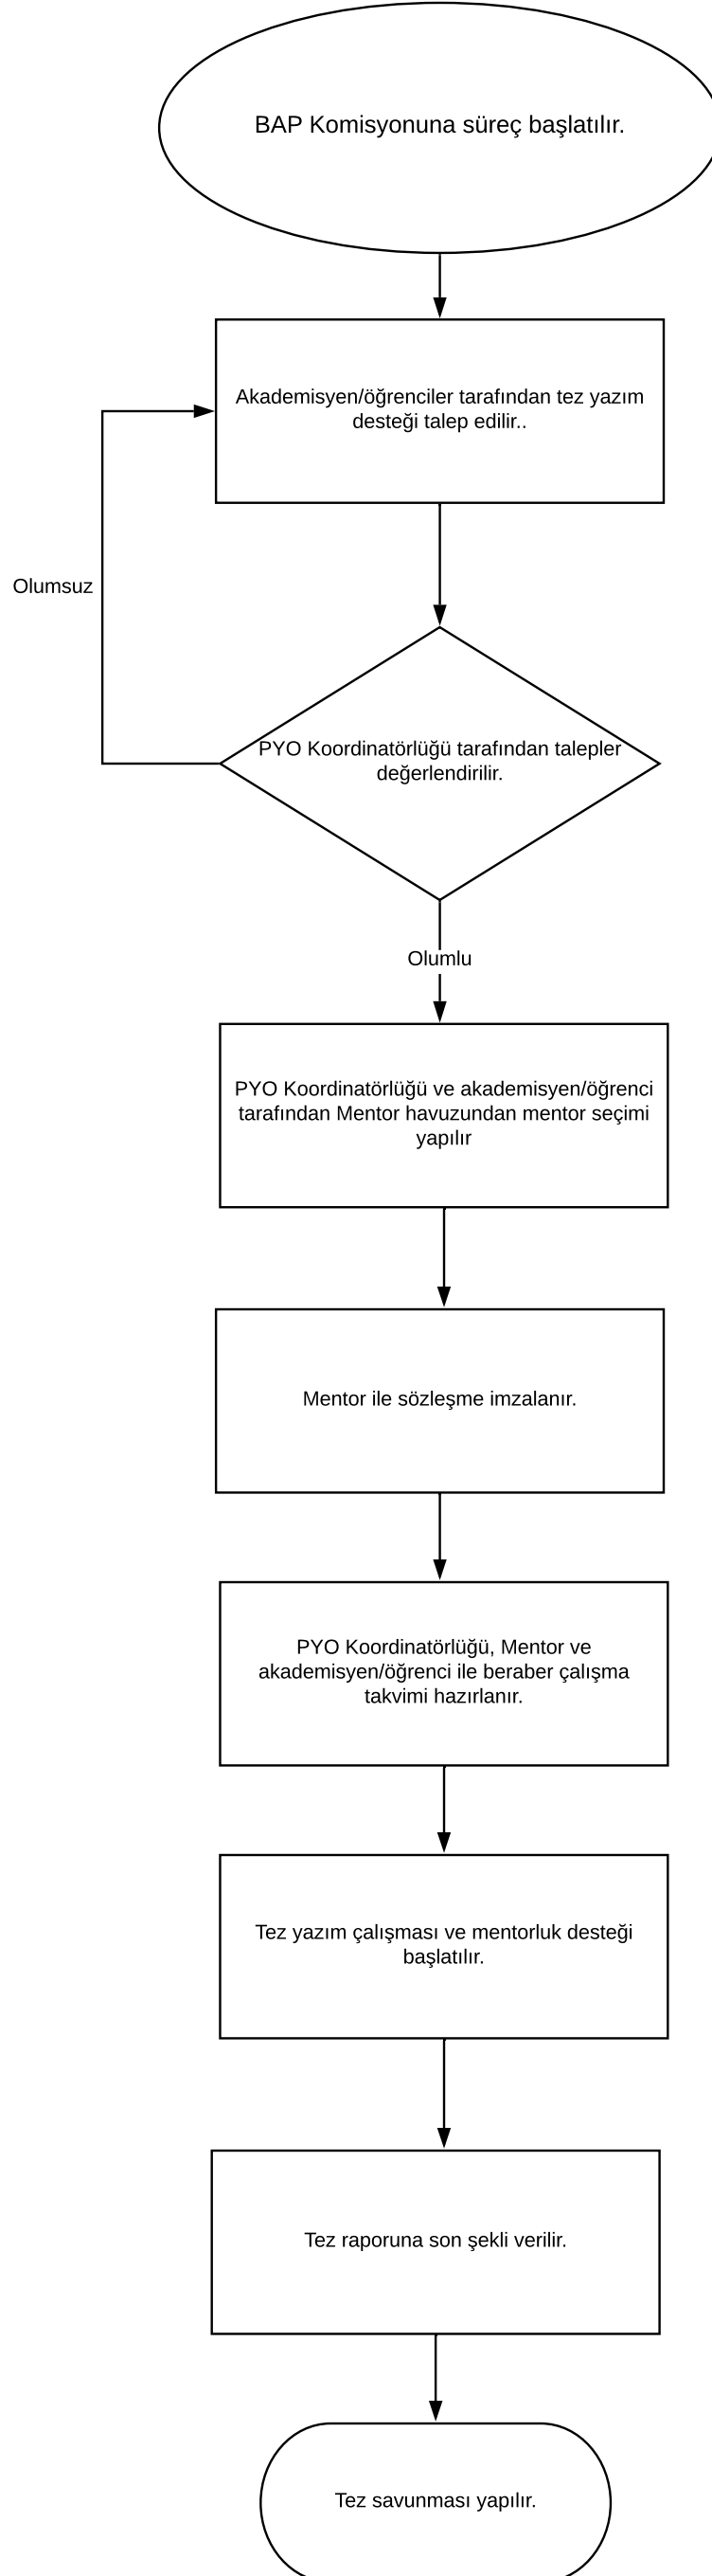 BAP Komisyonuna süreç başlatılır.
Akademisyen/öğrenciler tarafından tez yazım
desteği talep edilir..
Olumsuz
PYO Koordinatörlüğü tarafından talepler
değerlendirilir.
Olumlu
PYO Koordinatörlüğü ve akademisyen/öğrenci
tarafından Mentor havuzundan mentor seçimi
yapılır
Mentor ile sözleşme imzalanır.
PYO Koordinatörlüğü, Mentor ve
akademisyen/öğrenci ile beraber çalışma
takvimi hazırlanır.
Tez yazım çalışması ve mentorluk desteği
başlatılır.
Tez raporuna son şekli verilir.
Tez savunması yapılır.